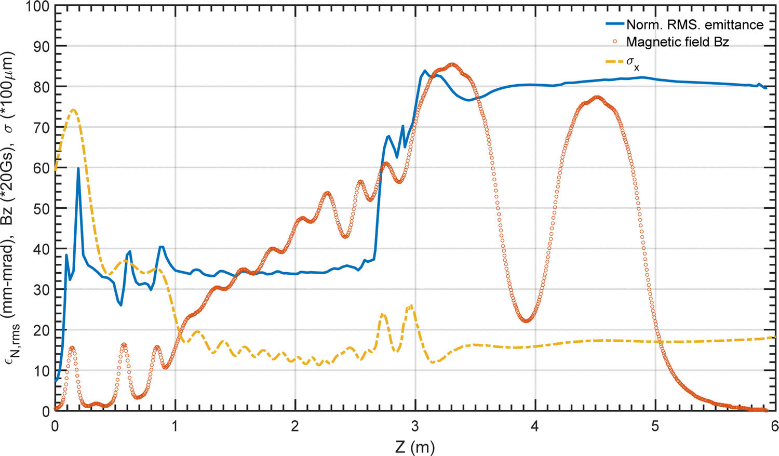 100
90
80
70
60
50
40
30
20
10
0
ϵN,rms (mm-mrad), Bz (*20Gs), σ (*100μm)
Norm. RMS. emittance
Magnetic field Bz
σx
0 1 2 3 4 5 6
Z (m)